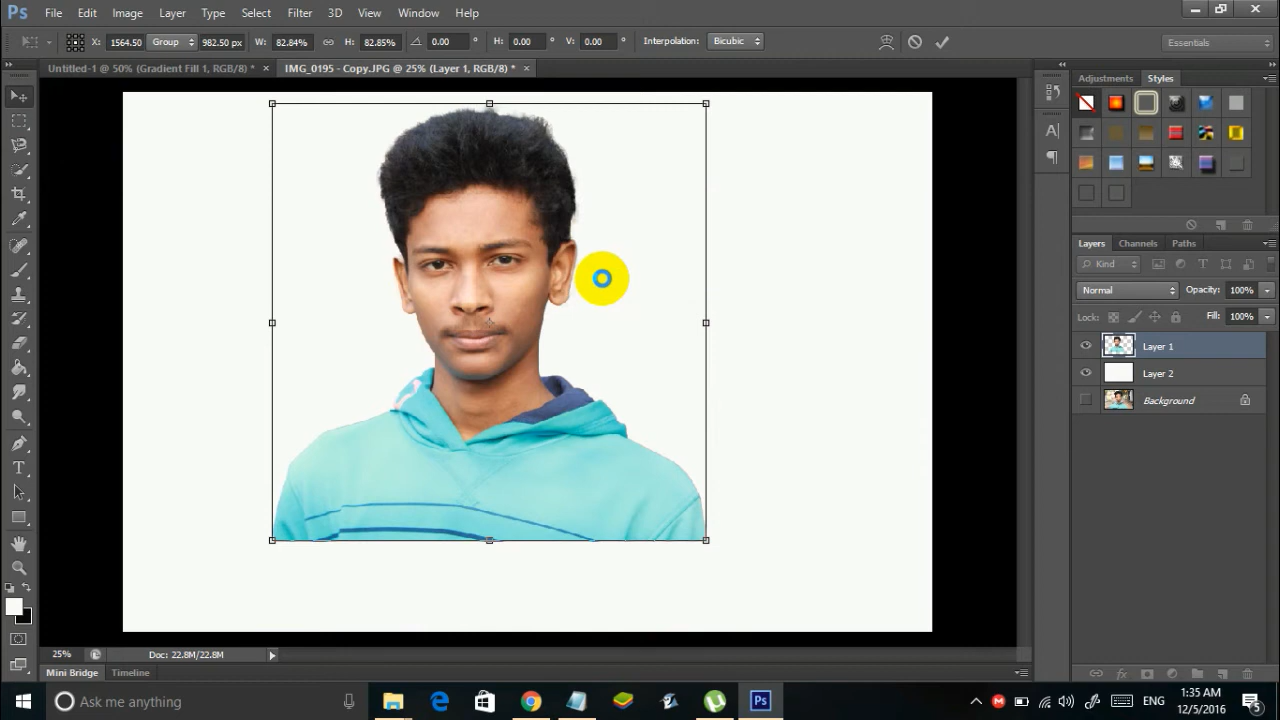 Ps File Edit Image Layer Type Select Filter 3D View Window Help
X: 1564.50 Group 982.50 px W: 82.84% H: 82.85% 0.00 ° H: 0.00 ° V: 0.00 ° Interpolation: Bicubic Essentials
Untitled-1 @ 50% (Gradient Fill 1, RGB/8) * × IMG_0195 - Copy.JPG @ 25% (Layer 1, RGB/8) * ×
Adjustments Styles
Layers Channels Paths
Kind
Normal Opacity: 100%
Lock: Fill: 100%
Layer 1
Layer 2
Background
25% Doc: 22.8M/22.8M
Mini Bridge Timeline
Ask me anything Ps ENG 1:35 AM
12/5/2016 5